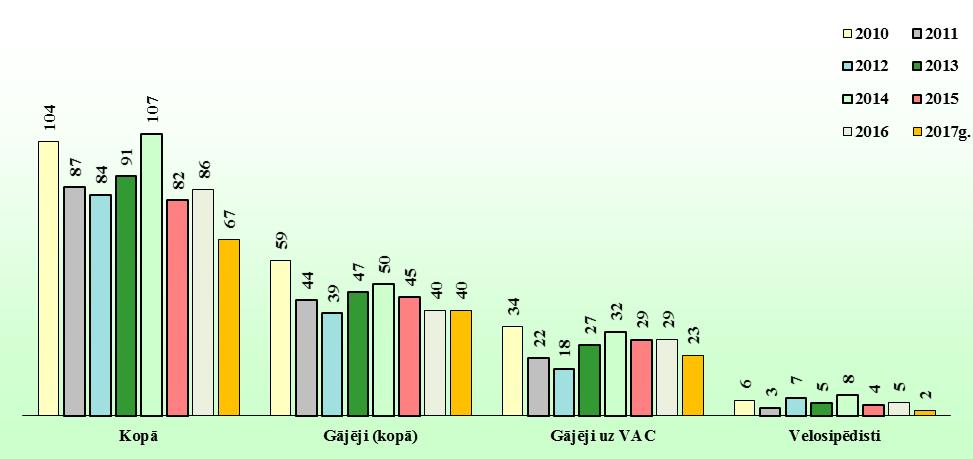 2010 2011
2012 2013
2014 2015
2016 2017g.
104 87 84 91 107 82 86 67
59 44 39 47 50 45 40 40
34 22 18 27 32 29 29 23
6 3 7 5 8 4 5 2
Kopā Gājēji (kopā) Gājēji uz VAC Velosipēdisti